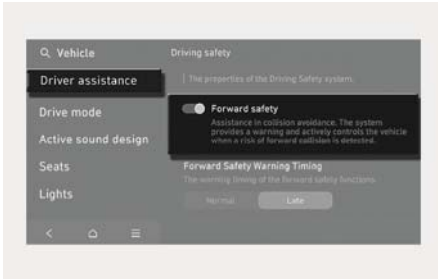 Vehicle
Driver assistance
Drive mode
Active sound design
Seats
Lights
Driving safety
The properties of the Driving Safety system.
Forward safety
Assistance in collision avoidance. The system
provides a warning and actively controls the vehicle
when a risk of forward collision is detected.
Forward Safety Warning Timing
The warning timing of the forward safety functions.
Normal
Late